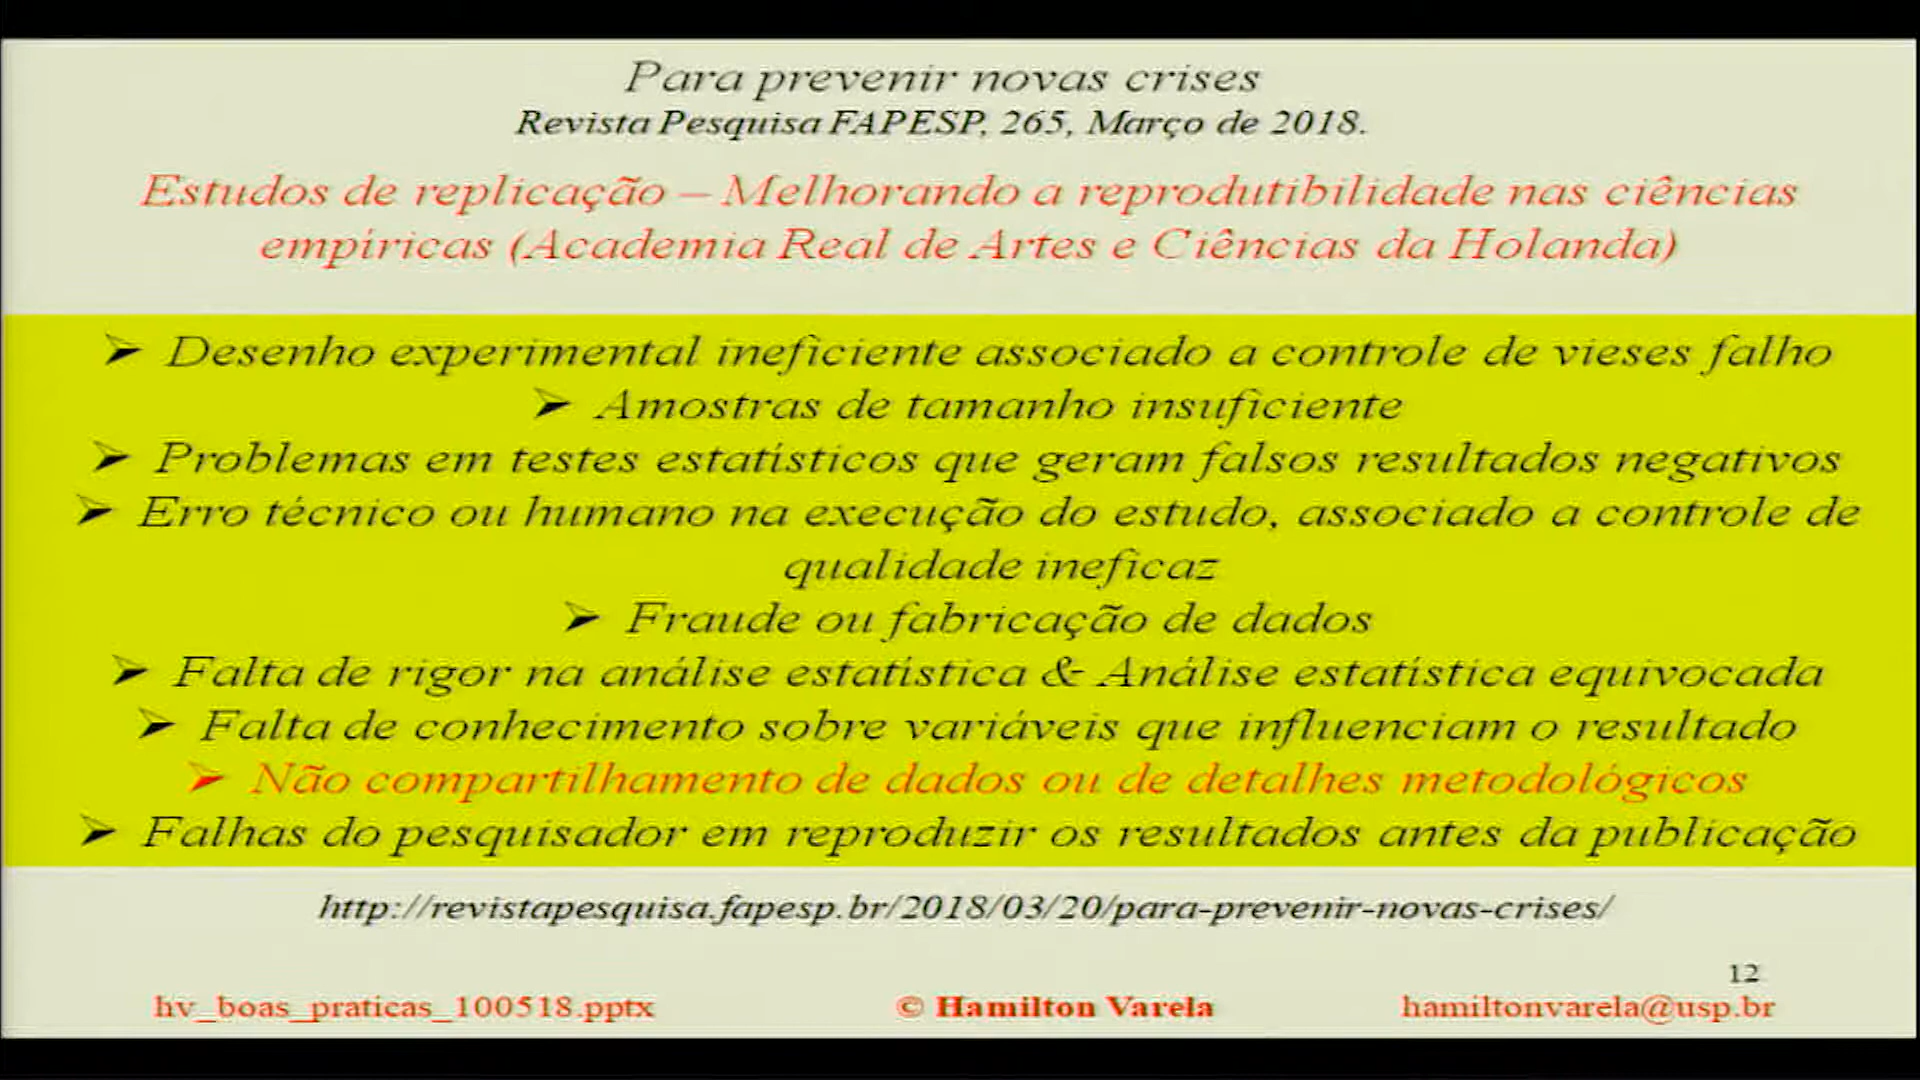 Para prevenir novas crises
Revista Pesquisa FAPESP, 265, Março de 2018.
Estudos de replicação – Melhorando a reprodutibilidade nas ciências
empíricas (Academia Real de Artes e Ciências da Holanda)
➢ Desenho experimental ineficiente associado a controle de vieses falho
➢ Amostras de tamanho insuficiente
➢ Problemas em testes estatísticos que geram falsos resultados negativos
➢ Erro técnico ou humano na execução do estudo, associado a controle de
qualidade ineficaz
➢ Fraude ou fabricação de dados
➢ Falta de rigor na análise estatística & Análise estatística equivocada
➢ Falta de conhecimento sobre variáveis que influenciam o resultado
➢ Não compartilhamento de dados ou de detalhes metodológicos
➢ Falhas do pesquisador em reproduzir os resultados antes da publicação
http://revistapesquisa.fapesp.br/2018/03/20/para-prevenir-novas-crises/
12
hv_boas_praticas_100518.pptx © Hamilton Varela hamiltonvarela@usp.br